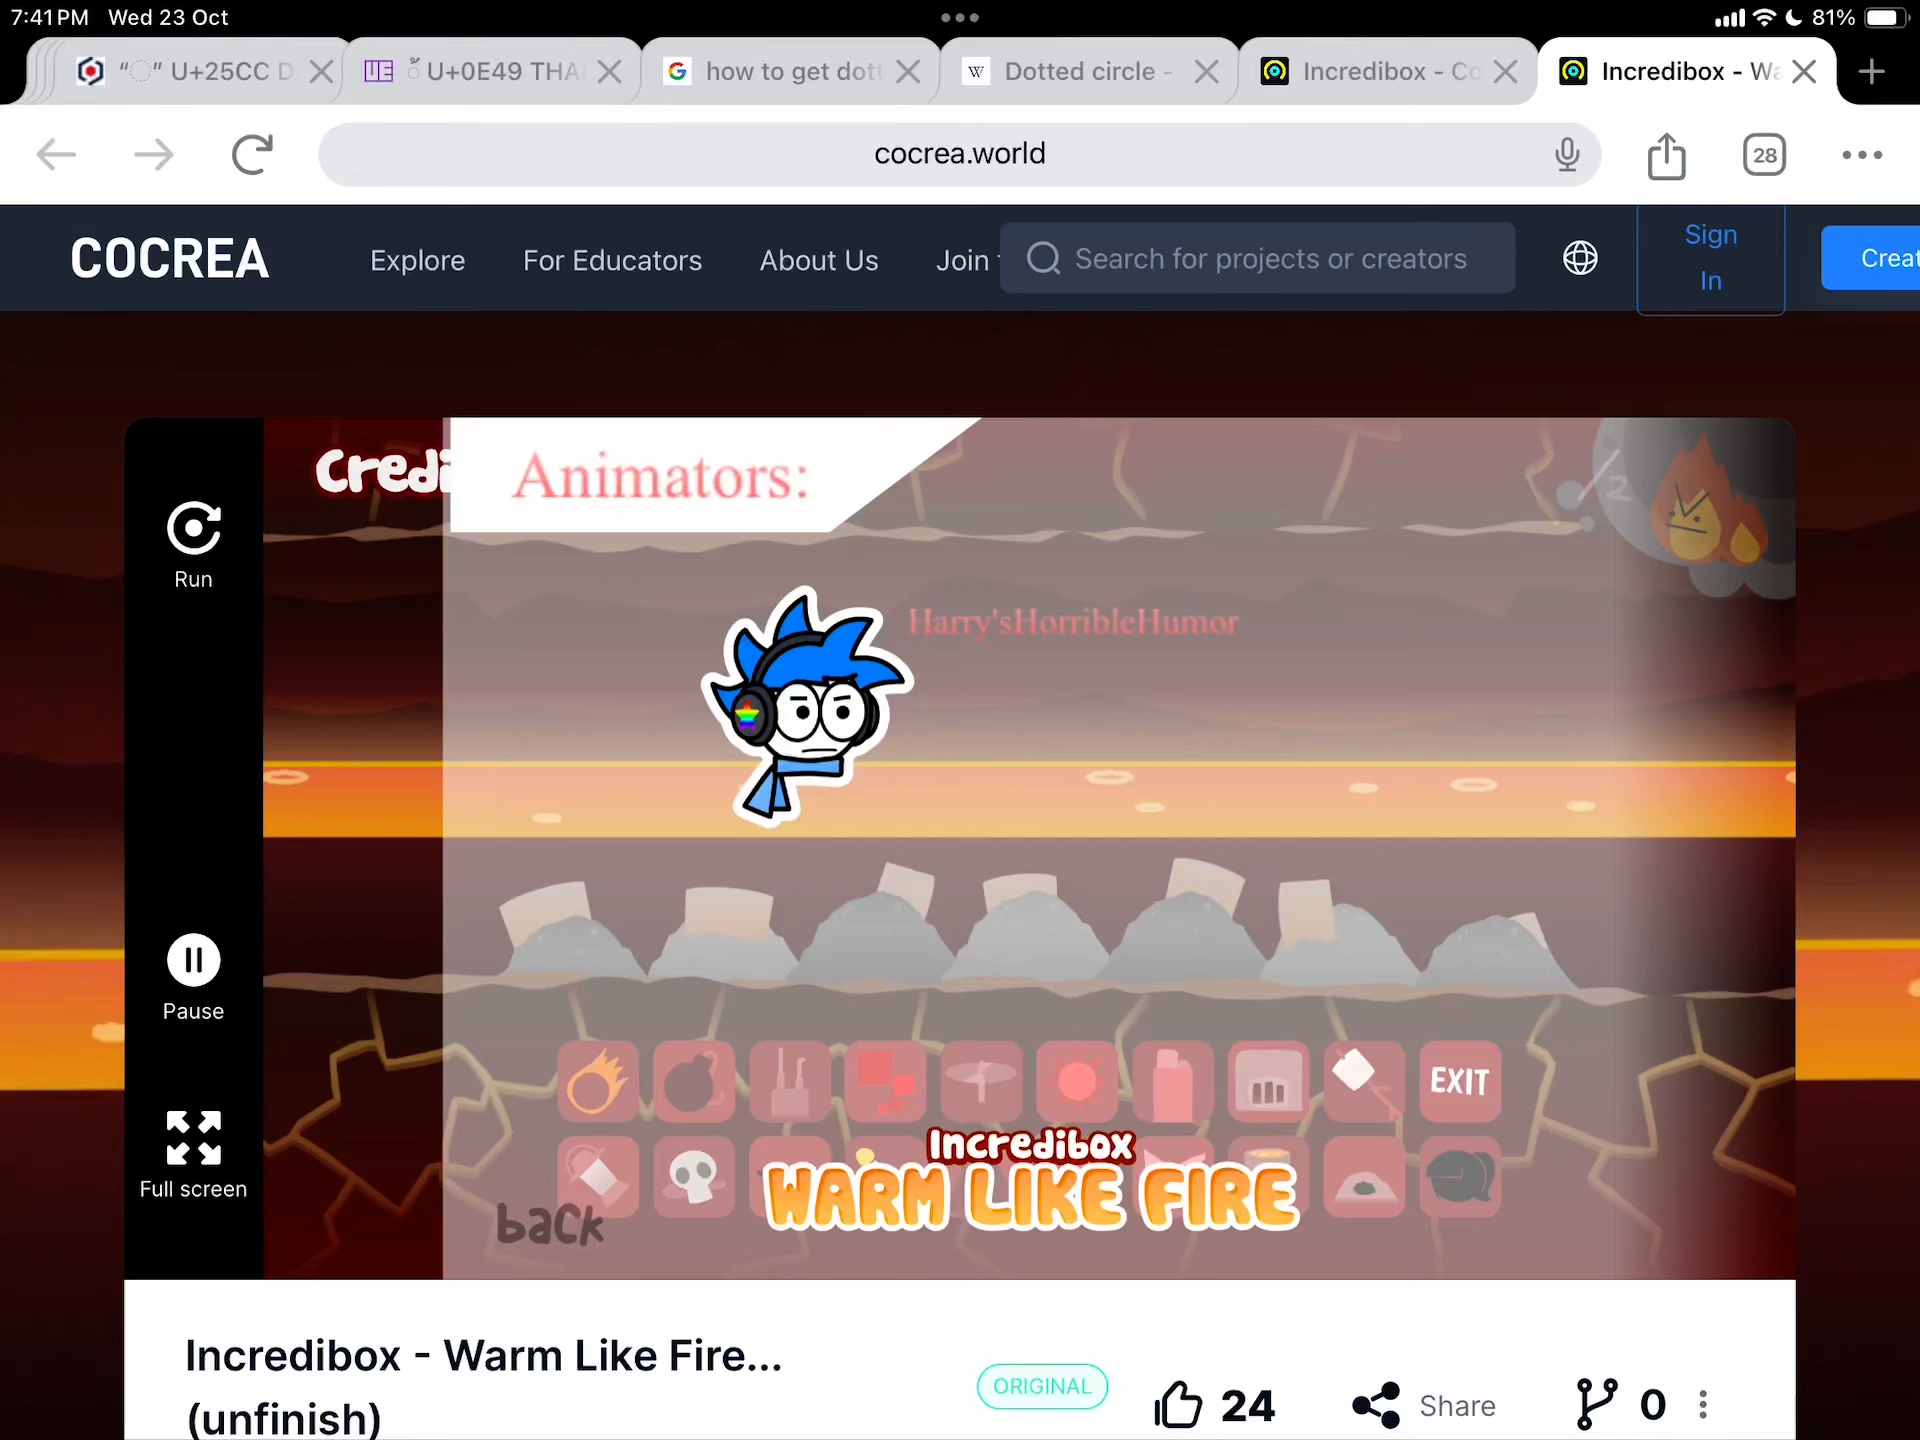 7:41 PM Wed 23 Oct
81%
"◌" U+25CC D
◌้ U+0E49 THA
how to get dott
Dotted circle -
Incredibox - Co
Incredibox - Wa
cocrea.world
28
COCREA
Explore
For Educators
About Us
Join
Search for projects or creators
Sign
In
Creat
Run
Pause
Full screen
Credi
Animators:
/2
Harry'sHorribleHumor
EXIT
Incredibox
WARM LIKE FIRE
back
Incredibox - Warm Like Fire...
(unfinish)
ORIGINAL
24
Share
0